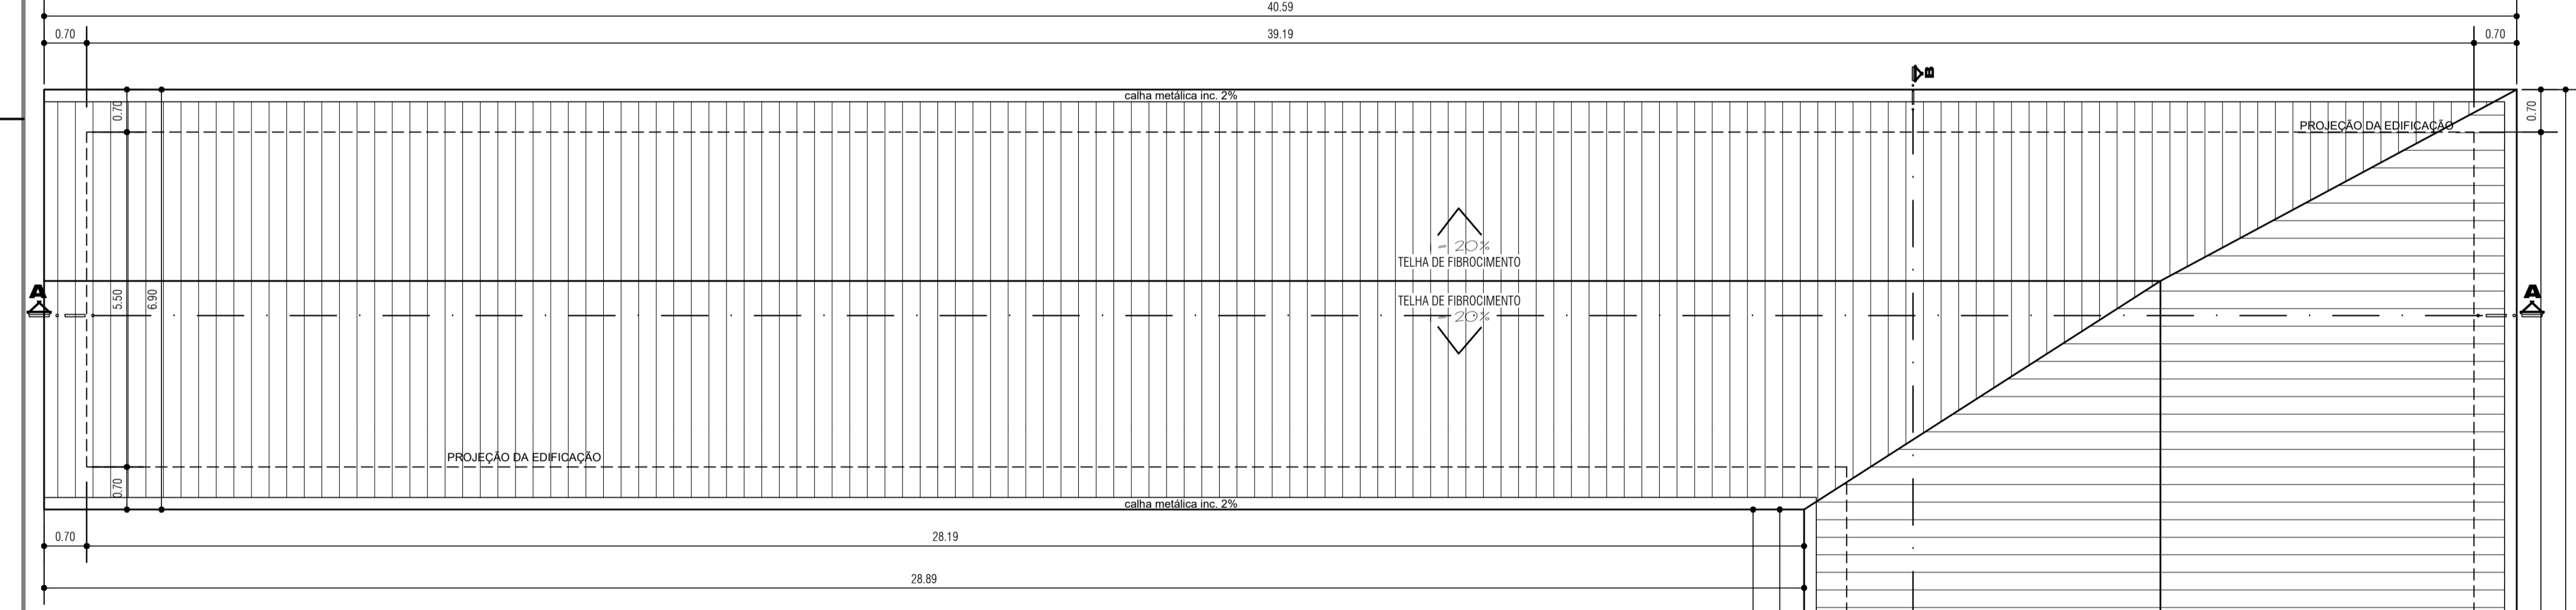 40.59
0.70
39.19
0.70
B
calha metálica inc. 2%
0.70
PROJEÇÃO DA EDIFICAÇÃO
0.70
- 20%
TELHA DE FIBROCIMENTO
A
5.50
6.90
TELHA DE FIBROCIMENTO
- 20%
A
PROJEÇÃO DA EDIFICAÇÃO
0.70
calha metálica inc. 2%
0.70
28.19
28.89